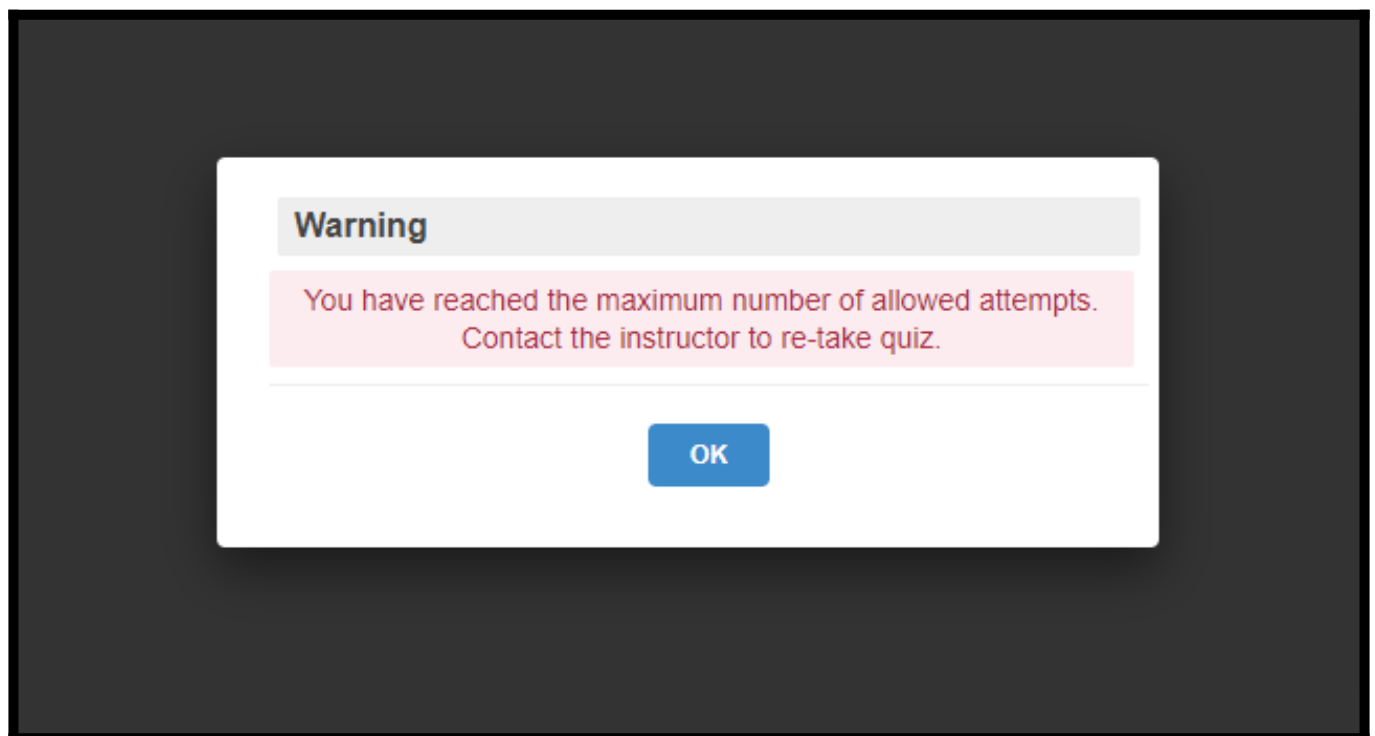 Warning
You have reached the maximum number of allowed attempts.
Contact the instructor to re-take quiz.
OK